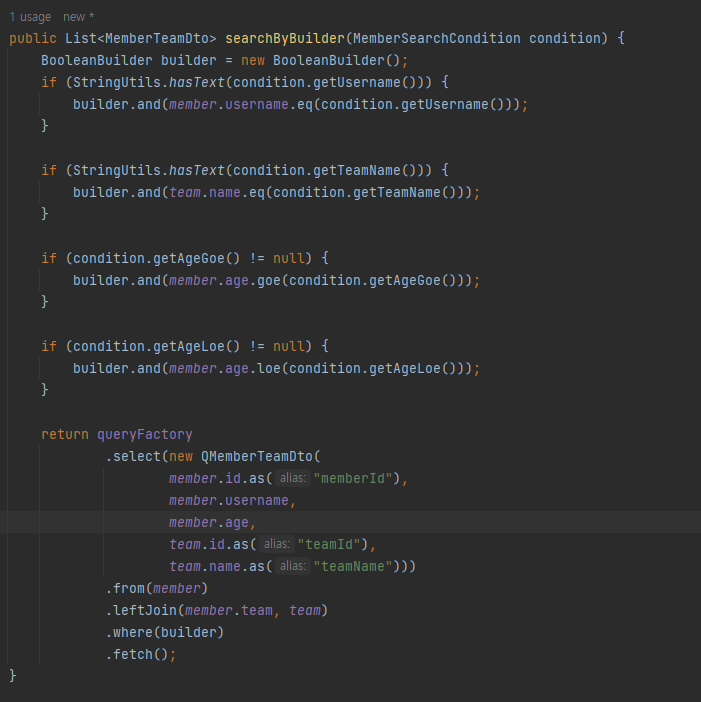 1 usage   new *
public List<MemberTeamDto> searchByBuilder(MemberSearchCondition condition) {
    BooleanBuilder builder = new BooleanBuilder();
    if (StringUtils.hasText(condition.getUsername())) {
        builder.and(member.username.eq(condition.getUsername()));
    }

    if (StringUtils.hasText(condition.getTeamName())) {
        builder.and(team.name.eq(condition.getTeamName()));
    }

    if (condition.getAgeGoe() != null) {
        builder.and(member.age.goe(condition.getAgeGoe()));
    }

    if (condition.getAgeLoe() != null) {
        builder.and(member.age.loe(condition.getAgeLoe()));
    }

    return queryFactory
            .select(new QMemberTeamDto(
                    member.id.as( alias: "memberId"),
                    member.username,
                    member.age,
                    team.id.as( alias: "teamId"),
                    team.name.as( alias: "teamName")))
            .from(member)
            .leftJoin(member.team, team)
            .where(builder)
            .fetch();
}